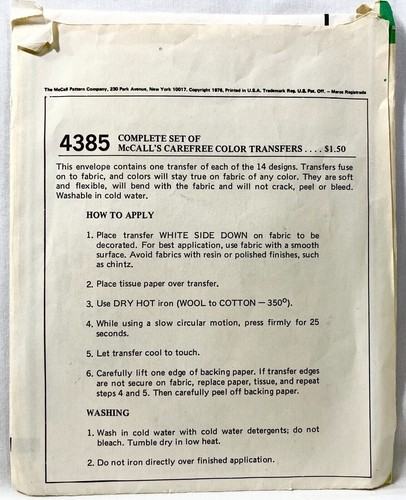 The McCall Pattern Company, 230 Park Avenue, New York 10017. Copyright 1975, Printed in U.S.A. Trademark Reg. U.S. Pat. Off. — Marca Registrada
4385 COMPLETE SET OF
McCALL'S CAREFREE COLOR TRANSFERS . . . . $1.50
This envelope contains one transfer of each of the 14 designs. Transfers fuse
on to fabric, and colors will stay true on fabric of any color. They are soft
and flexible, will bend with the fabric and will not crack, peel or bleed.
Washable in cold water.
HOW TO APPLY
1. Place transfer WHITE SIDE DOWN on fabric to be
decorated. For best application, use fabric with a smooth
surface. Avoid fabrics with resin or polished finishes, such
as chintz.
2. Place tissue paper over transfer.
3. Use DRY HOT iron (WOOL to COTTON — 350°).
4. While using a slow circular motion, press firmly for 25
seconds.
5. Let transfer cool to touch.
6. Carefully lift one edge of backing paper. If transfer edges
are not secure on fabric, replace paper, tissue, and repeat
steps 4 and 5. Then carefully peel off backing paper.
WASHING
1. Wash in cold water with cold water detergents; do not
bleach. Tumble dry in low heat.
2. Do not iron directly over finished application.